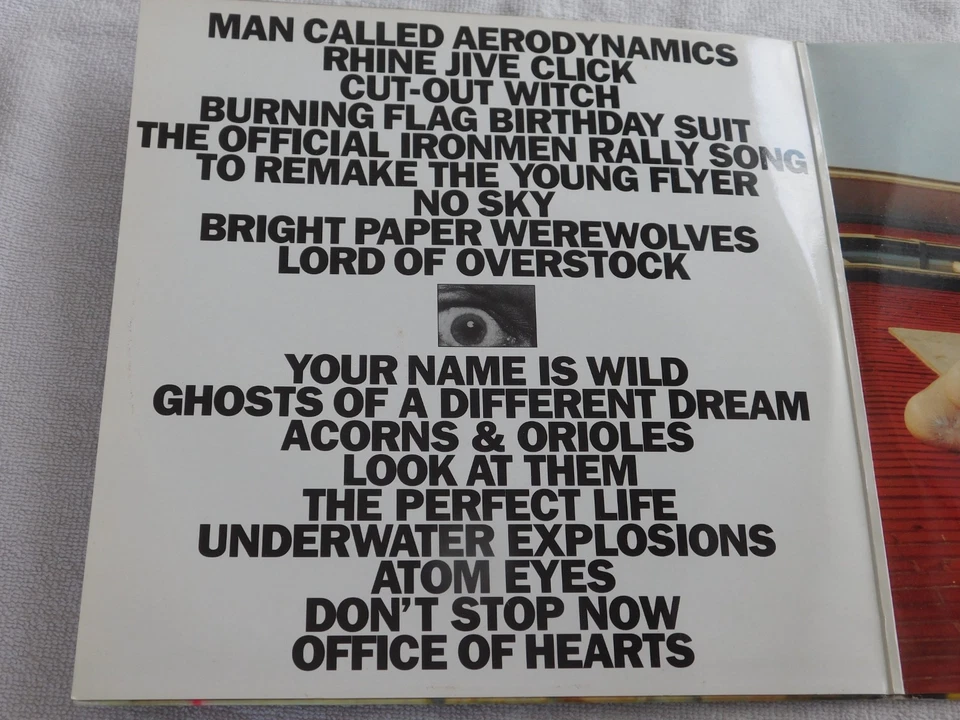 MAN CALLED AERODYNAMICS
RHINE JIVE CLICK
CUT-OUT WITCH
BURNING FLAG BIRTHDAY SUIT
THE OFFICIAL IRONMEN RALLY SONG
TO REMAKE THE YOUNG FLYER
NO SKY
BRIGHT PAPER WEREWOLVES
LORD OF OVERSTOCK
YOUR NAME IS WILD
GHOSTS OF A DIFFERENT DREAM
ACORNS & ORIOLES
LOOK AT THEM
THE PERFECT LIFE
UNDERWATER EXPLOSIONS
ATOM EYES
DON'T STOP NOW
OFFICE OF HEARTS